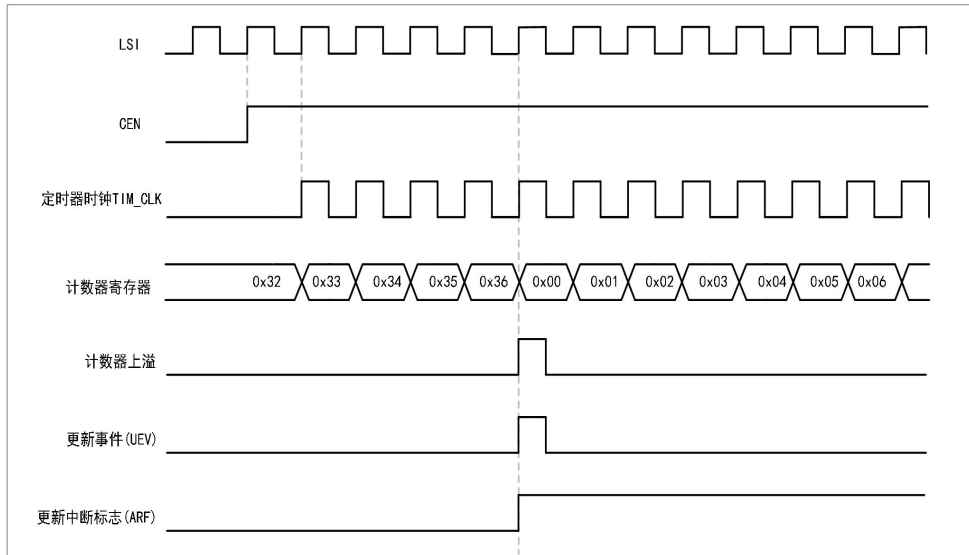 LSI
CEN
定时器时钟TIM_CLK
计数器寄存器 0x32 0x33 0x34 0x35 0x36 0x00 0x01 0x02 0x03 0x04 0x05 0x06
计数器上溢
更新事件(UEV)
更新中断标志(ARF)